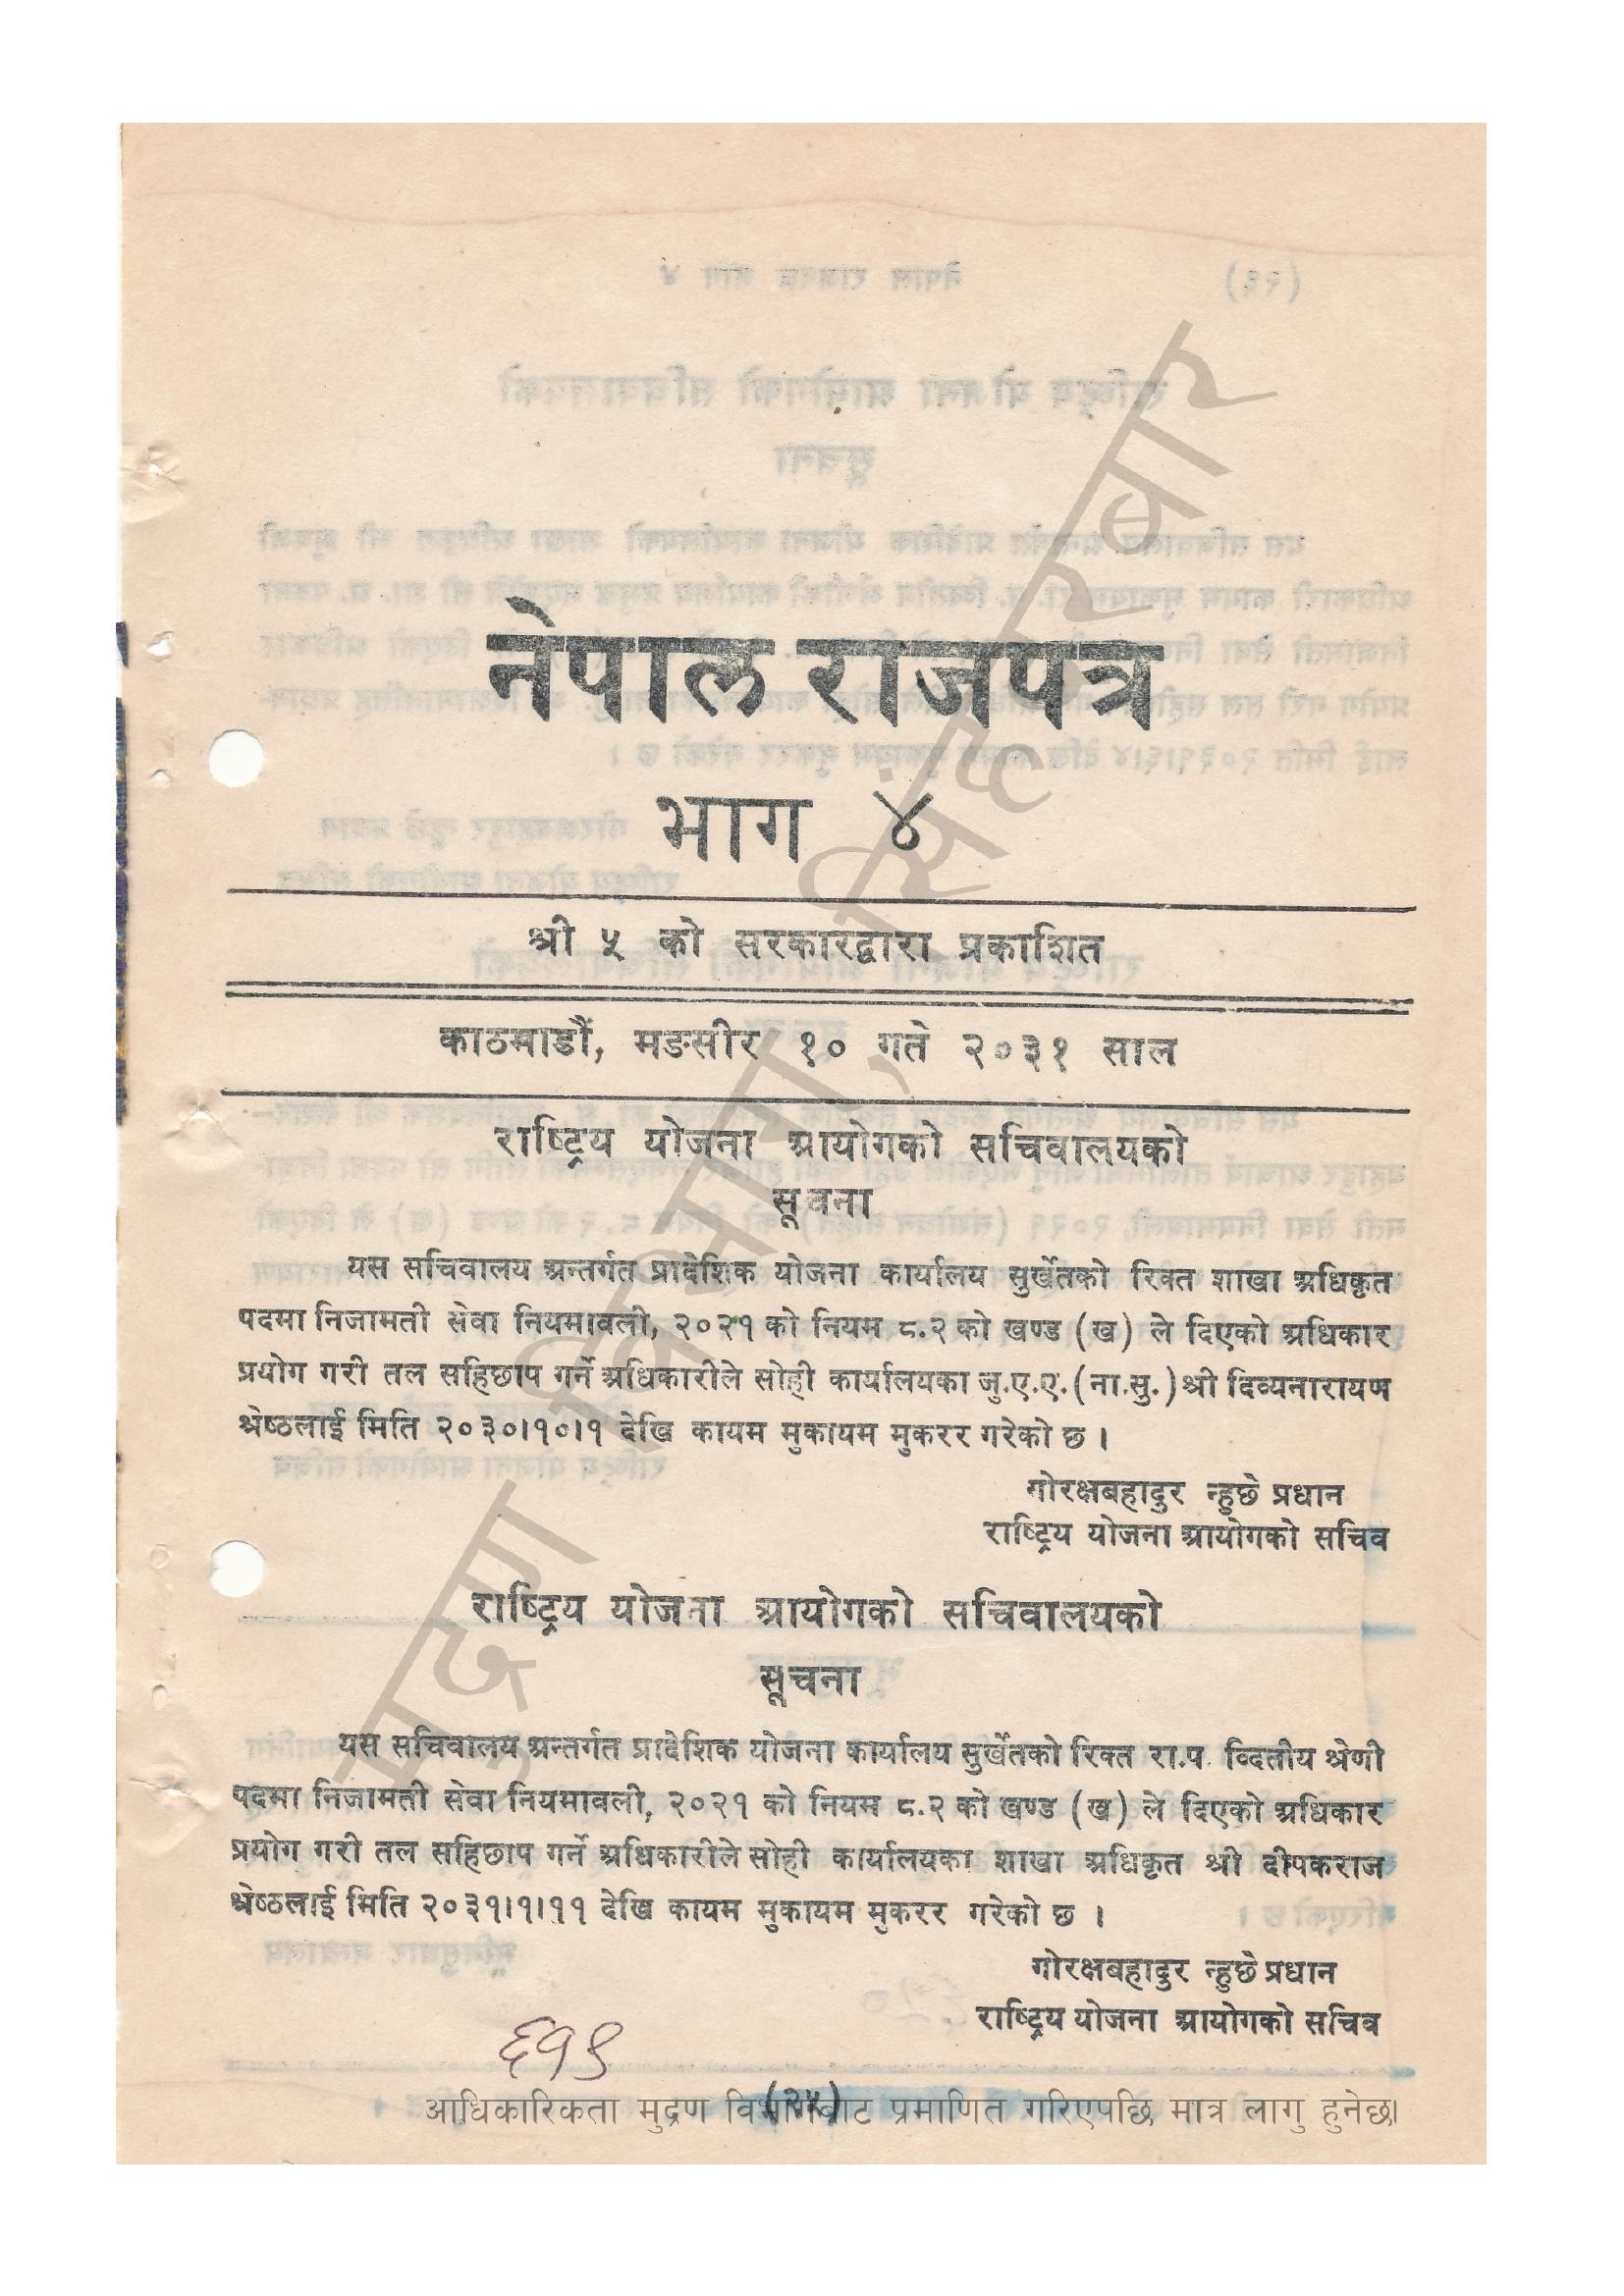 नेपाल राजपत्र
भाग ४
श्री ५ को सरकारद्वारा प्रकाशित
काठमाडौं, मङसीर १० गते २०३१ साल
राष्ट्रिय योजना आयोगको सचिवालयको
सूचना
यस सचिवालय अन्तर्गत प्रादेशिक योजना कार्यालय सुर्खेतको रिक्त शाखा अधिकृत
पदमा निजामती सेवा नियमावली, २०२१ को नियम ८.२ को खण्ड (ख) ले दिएको अधिकार
प्रयोग गरी तल सहिछाप गर्ने अधिकारीले सोही कार्यालयका जु.ए.ए.(ना.सु.) श्री दिव्यनारायण
श्रेष्ठलाई मिति २०३०।१०।१ देखि कायम मुकायम मुकरर गरेको छ ।
गोरक्षबहादुर न्हुछे प्रधान
राष्ट्रिय योजना आयोगको सचिव
राष्ट्रिय योजना आयोगको सचिवालयको
सूचना
यस सचिवालय अन्तर्गत प्रादेशिक योजना कार्यालय सुर्खेतको रिक्त रा.प. व्दितीय श्रेणी
पदमा निजामती सेवा नियमावली, २०२१ को नियम ८.२ को खण्ड (ख) ले दिएको अधिकार
प्रयोग गरी तल सहिछाप गर्ने अधिकारीले सोही कार्यालयका शाखा अधिकृत श्री दीपकराज
श्रेष्ठलाई मिति २०३१।१।११ देखि कायम मुकायम मुकरर गरेको छ ।
गोरक्षबहादुर न्हुछे प्रधान
राष्ट्रिय योजना आयोगको सचिव
६१९
(२५)
आधिकारिकता मुद्रण विभागबाट प्रमाणित गरिएपछि मात्र लागु हुनेछ।
मुद्रण विभाग, सिंहदरबार